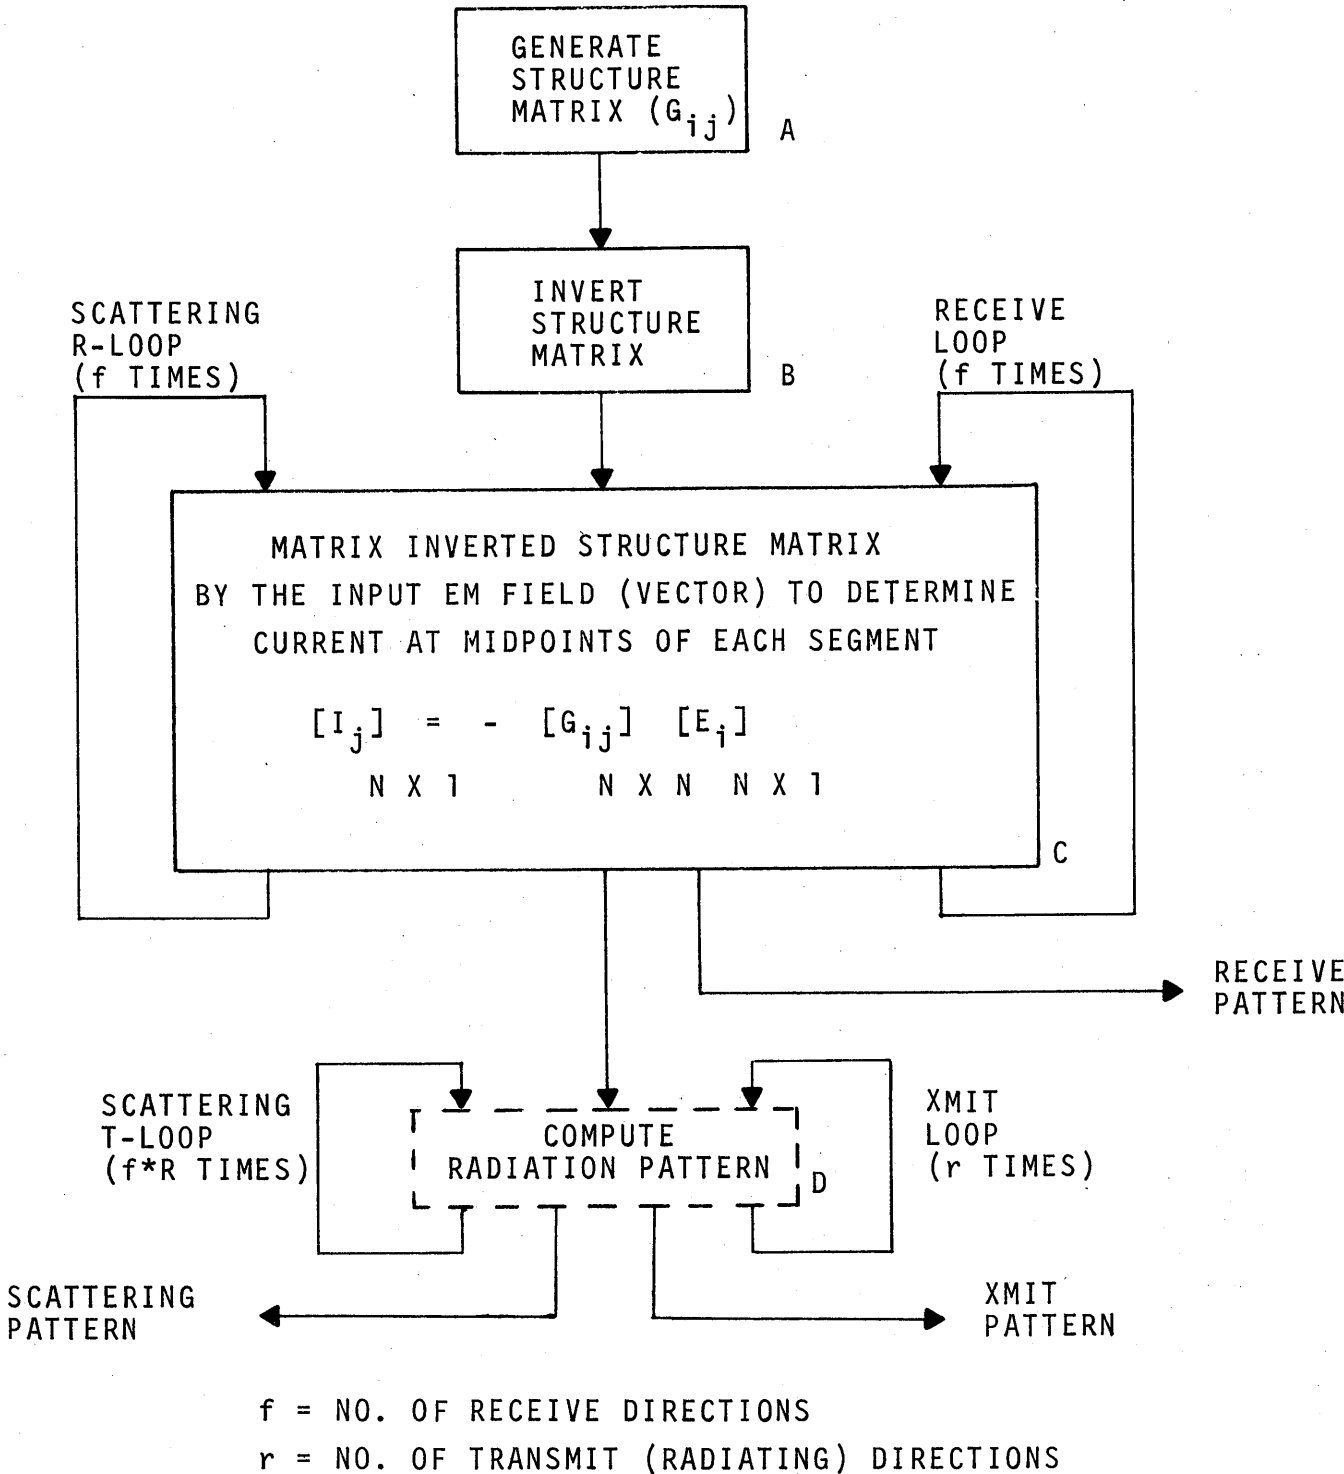 GENERATE
STRUCTURE
MATRIX (Gij)
A
INVERT
STRUCTURE
MATRIX
B
SCATTERING
R-LOOP
(f TIMES)
RECEIVE
LOOP
(f TIMES)
MATRIX INVERTED STRUCTURE MATRIX
BY THE INPUT EM FIELD (VECTOR) TO DETERMINE
CURRENT AT MIDPOINTS OF EACH SEGMENT
[Ij] = - [Gij] [Ei]
N X 1 N X N N X 1
C
RECEIVE
PATTERN
SCATTERING
T-LOOP
(f*R TIMES)
COMPUTE
RADIATION PATTERN
D
XMIT
LOOP
(r TIMES)
SCATTERING
PATTERN
XMIT
PATTERN
f = NO. OF RECEIVE DIRECTIONS
r = NO. OF TRANSMIT (RADIATING) DIRECTIONS